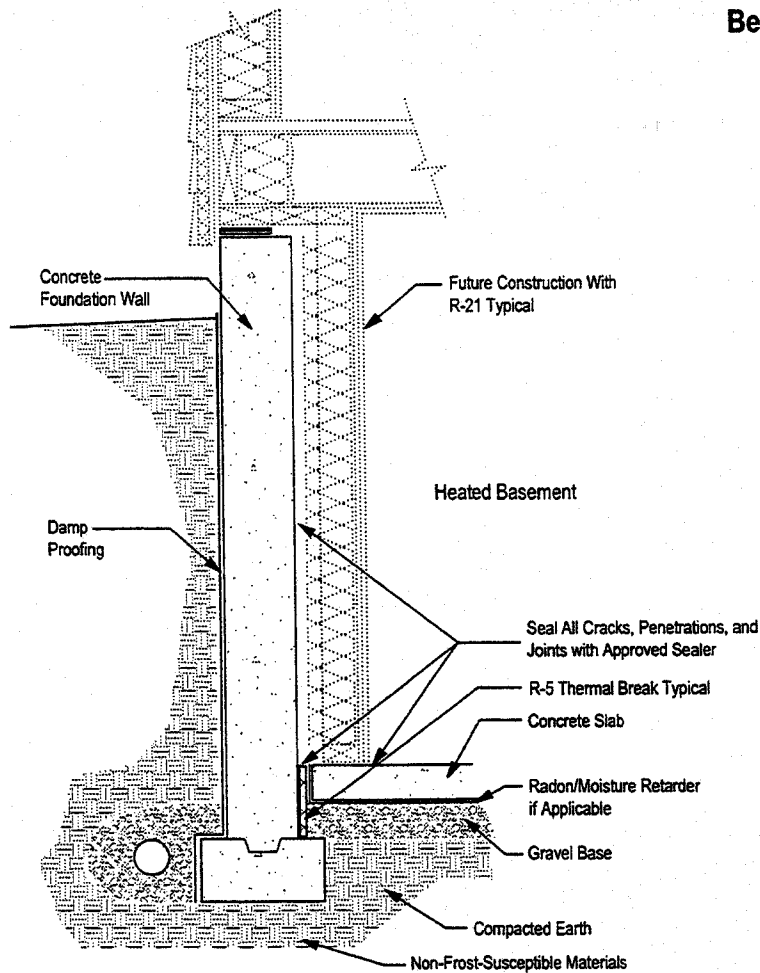 Be
Concrete
Foundation Wall
Future Construction With
R-21 Typical
Heated Basement
Damp
Proofing
Seal All Cracks, Penetrations, and
Joints with Approved Sealer
R-5 Thermal Break Typical
Concrete Slab
Radon/Moisture Retarder
if Applicable
Gravel Base
Compacted Earth
Non-Frost-Susceptible Materials